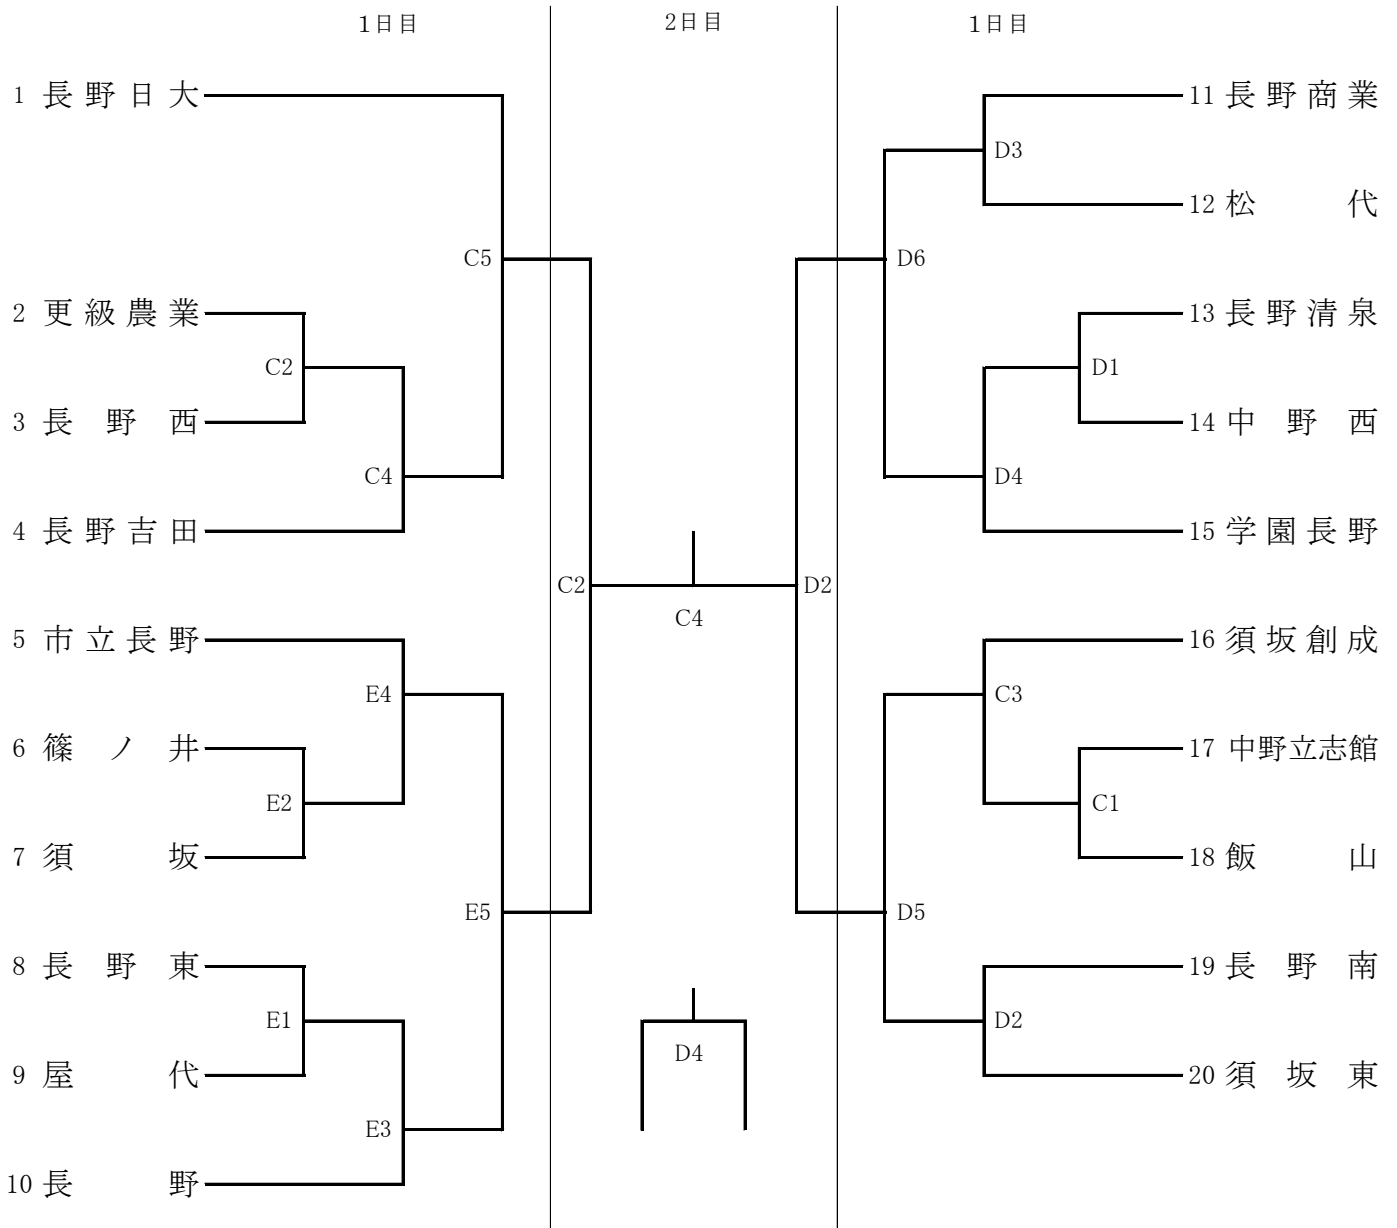 1日目 2日目 1日目
1 長野日大
C5
2 更級農業
C2
3 長野西
C4
4 長野吉田
5 市立長野
E4
6 篠ノ井
E2
7 須坂
E5
8 長野東
E1
9 屋代
E3
10 長野
C2
C4
D2
D4
11 長野商業
D3
12 松代
D6
13 長野清泉
D1
14 中野西
D4
15 学園長野
16 須坂創成
C3
17 中野立志館
C1
18 飯山
D5
19 長野南
D2
20 須坂東